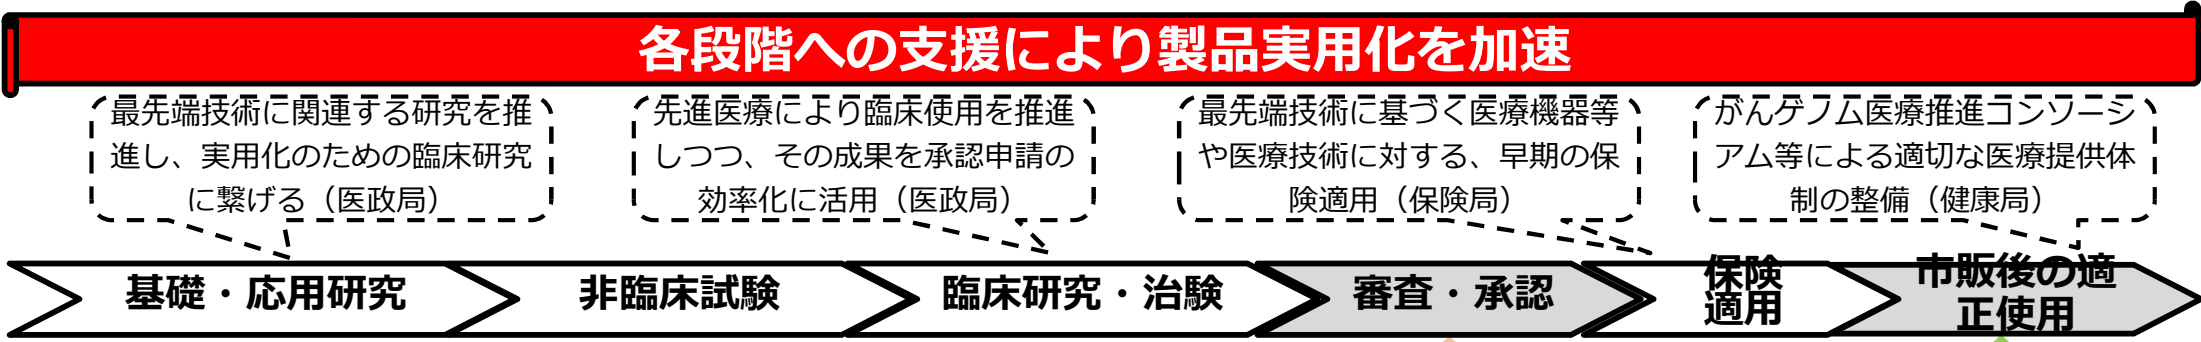 各段階への支援により製品実用化を加速
最先端技術に関連する研究を推
進し、実用化のための臨床研究
に繋げる（医政局）
先進医療により臨床使用を推進
しつつ、その成果を承認申請の
効率化に活用（医政局）
最先端技術に基づく医療機器等
や医療技術に対する、早期の保
険適用（保険局）
がんゲノム医療推進コンソーシ
アム等による適切な医療提供体
制の整備（健康局）
基礎・応用研究
非臨床試験
臨床研究・治験
審査・承認
保険
適用
市販後の適
正使用